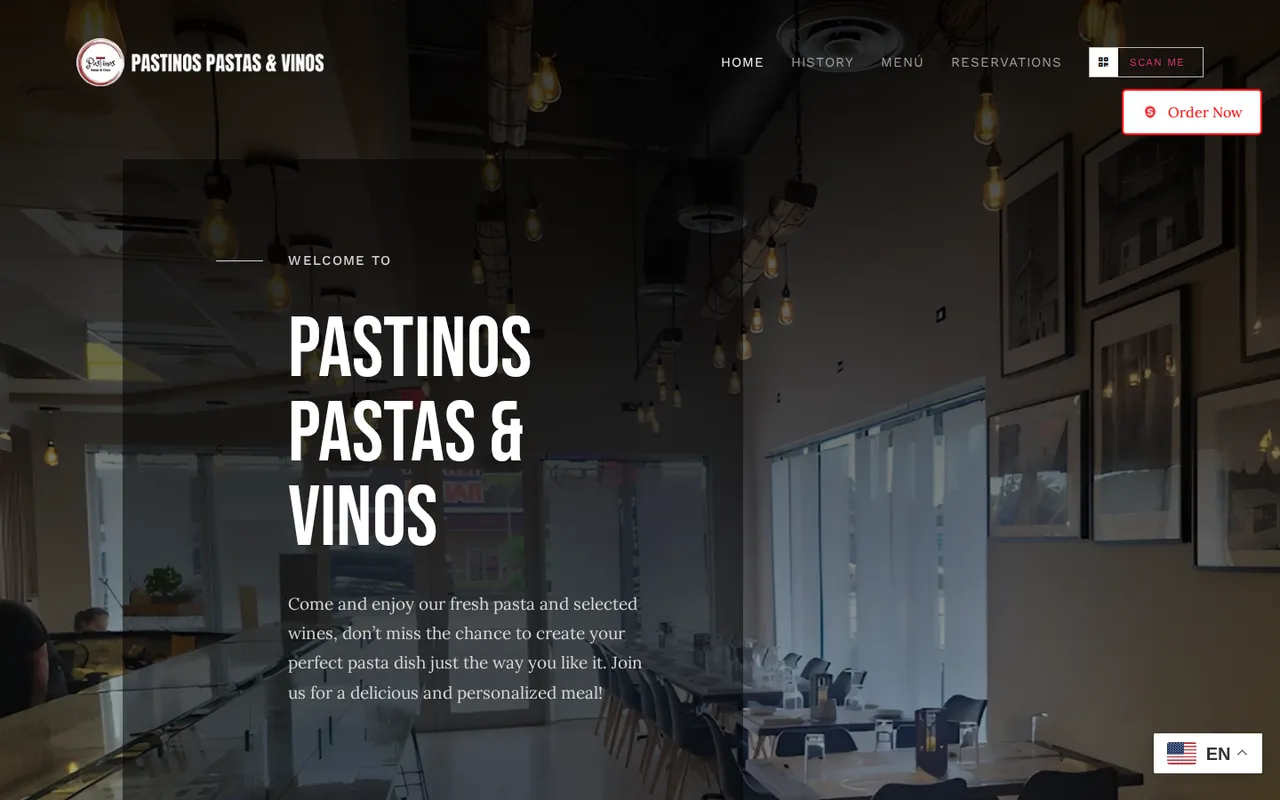 Pastinos
PASTINOS PASTAS & VINOS
HOME
HISTORY
MENÚ
RESERVATIONS
SCAN ME
Order Now
WELCOME TO
PASTINOS
PASTAS &
VINOS
Come and enjoy our fresh pasta and selected
wines, don’t miss the chance to create your
perfect pasta dish just the way you like it. Join
us for a delicious and personalized meal!
EN